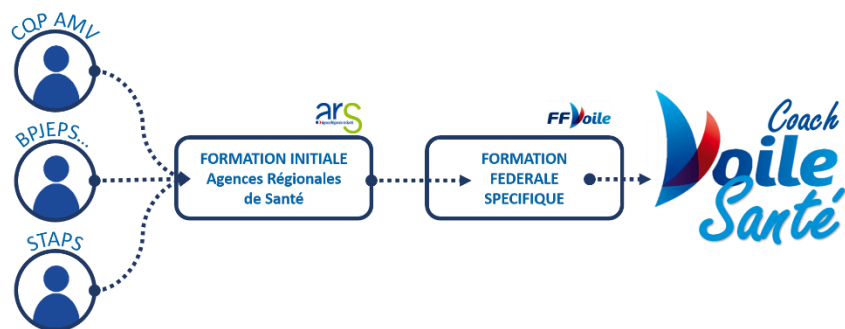 CQP AMV
BPJEPS...
STAPS
ars
FORMATION INITIALE
Agences Régionales
de Santé
FFVoile
FORMATION
FEDERALE
SPECIFIQUE
Coach
Voile
Santé